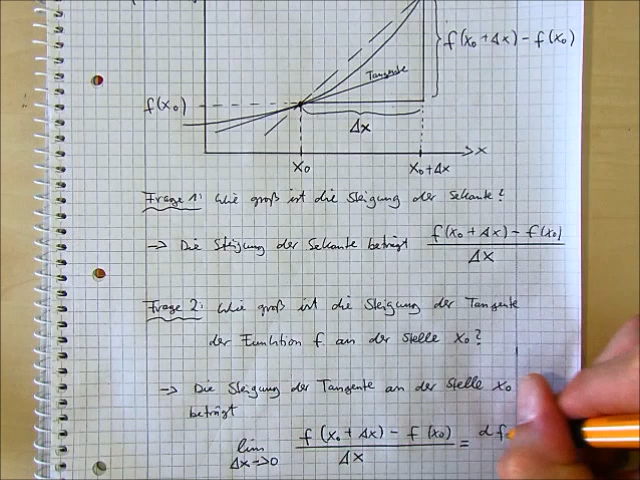 f(x₀+Δx) − f(x₀)
Tangente
f(x₀)
Δx
x
x₀
x₀+Δx
Frage 1: Wie groß ist die Steigung der Sekante?
→ Die Steigung der Sekante beträgt (f(x₀+Δx) − f(x₀))/Δx
Frage 2: Wie groß ist die Steigung der Tangente
der Funktion f an der Stelle x₀?
→ Die Steigung der Tangente an der Stelle x₀
beträgt
lim Δx→0 (f(x₀+Δx) − f(x₀))/Δx = df